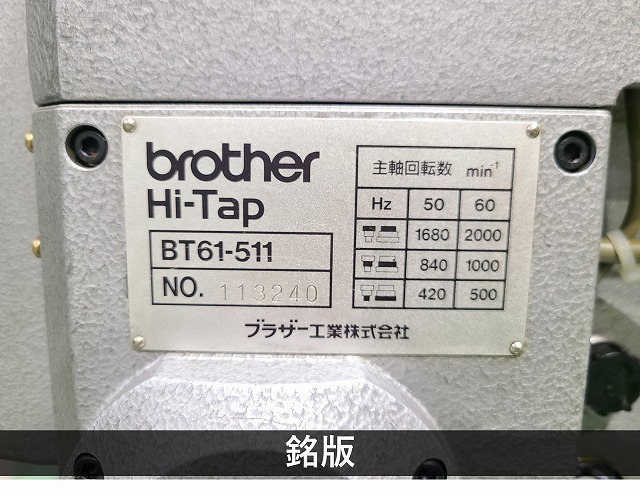 brother
Hi-Tap
BT61-511
NO. 113240
主軸回転数 min⁻¹
Hz 50 60
1680 2000
840 1000
420 500
ブラザー工業株式会社
銘版